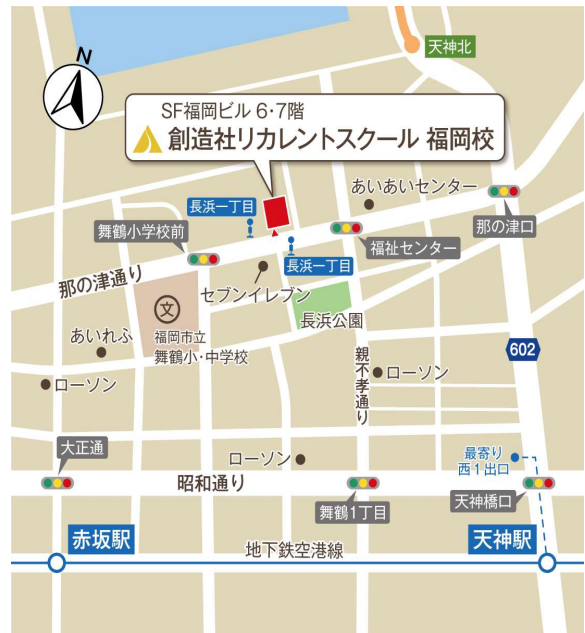 天神北
N
SF福岡ビル 6・7階
創造社リカレントスクール 福岡校
あいあいセンター
長浜一丁目
那の津口
舞鶴小学校前
福祉センター
長浜一丁目
那の津通り
セブンイレブン
文
長浜公園
福岡市立
舞鶴小・中学校
あいれふ
親不孝通り
602
ローソン
ローソン
大正通
ローソン
最寄り
西1出口
昭和通り
舞鶴1丁目
天神橋口
赤坂駅
地下鉄空港線
天神駅